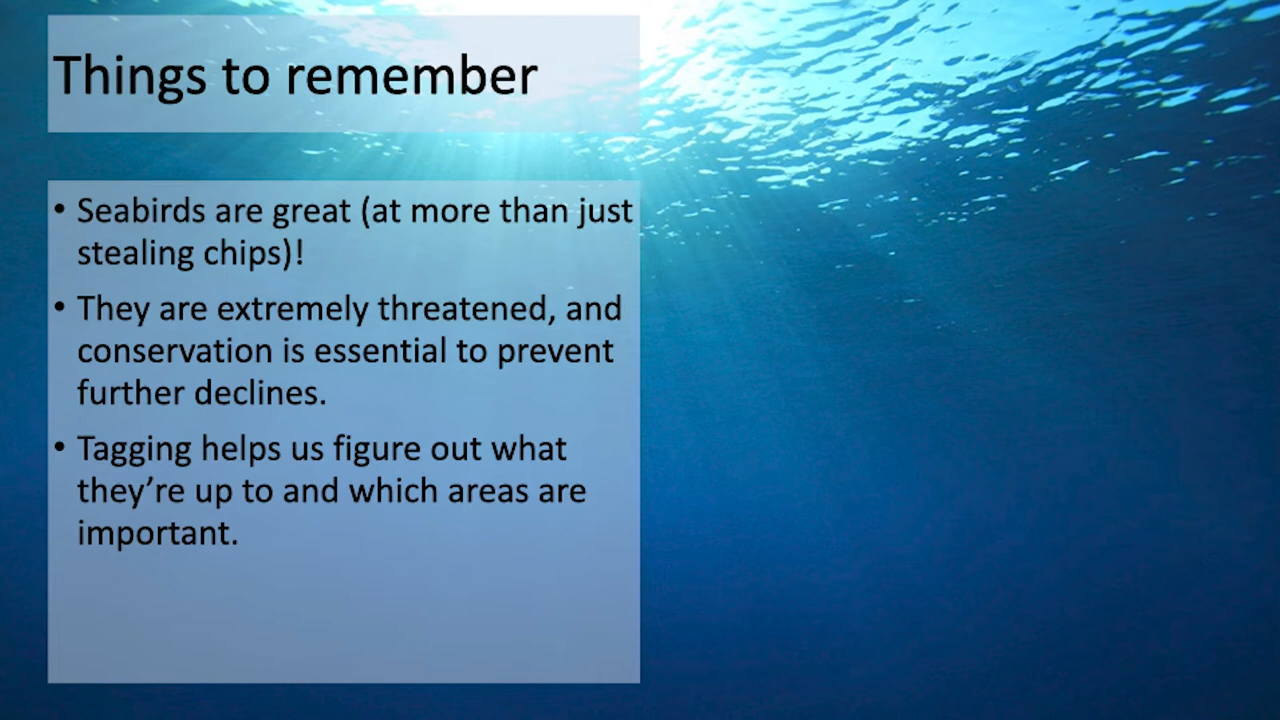 Things to remember
• Seabirds are great (at more than just
stealing chips)!
• They are extremely threatened, and
conservation is essential to prevent
further declines.
• Tagging helps us figure out what
they’re up to and which areas are
important.